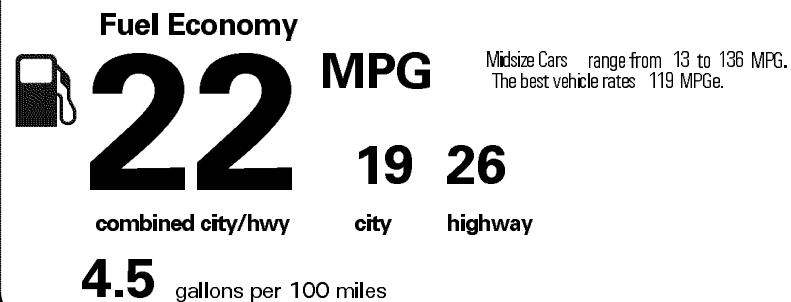 Fuel Economy
22 MPG
Midsize Cars range from 13 to 136 MPG.
The best vehicle rates 119 MPGe.
19 26
combined city/hwy city highway
4.5 gallons per 100 miles